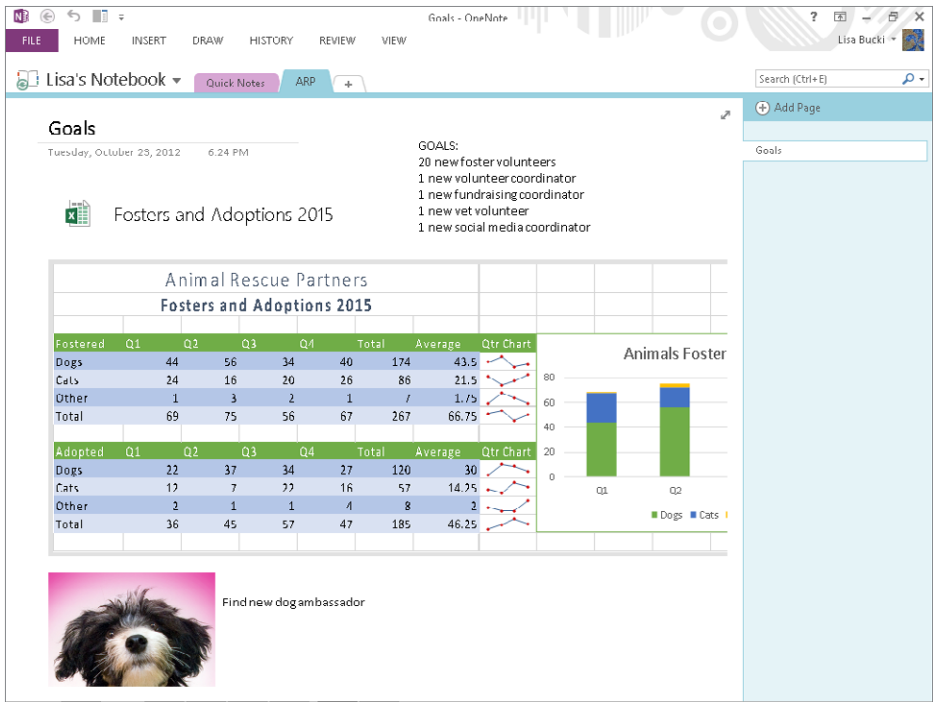 Goals - OneNote
?
FILE HOME INSERT DRAW HISTORY REVIEW VIEW
Lisa Bucki
Lisa's Notebook Quick Notes ARP +
Search (Ctrl+E)
Add Page
Goals
Goals
Tuesday, October 23, 2012 6:24 PM
GOALS:
20 new foster volunteers
1 new volunteer coordinator
1 new fundraising coordinator
1 new vet volunteer
1 new social media coordinator
Fosters and Adoptions 2015
Animal Rescue Partners
Fosters and Adoptions 2015
Fostered Q1 Q2 Q3 Q4 Total Average Qtr Chart
Dogs 44 56 34 40 174 43.5
Cats 24 16 20 26 86 21.5
Other 1 3 2 1 7 1.75
Total 69 75 56 67 267 66.75
Adopted Q1 Q2 Q3 Q4 Total Average Qtr Chart
Dogs 22 37 34 27 120 30
Cats 12 7 22 16 57 14.25
Other 2 1 1 4 8 2
Total 36 45 57 47 185 46.25
Animals Foster
80
60
40
20
0
Q1 Q2
Dogs Cats
Find new dog ambassador